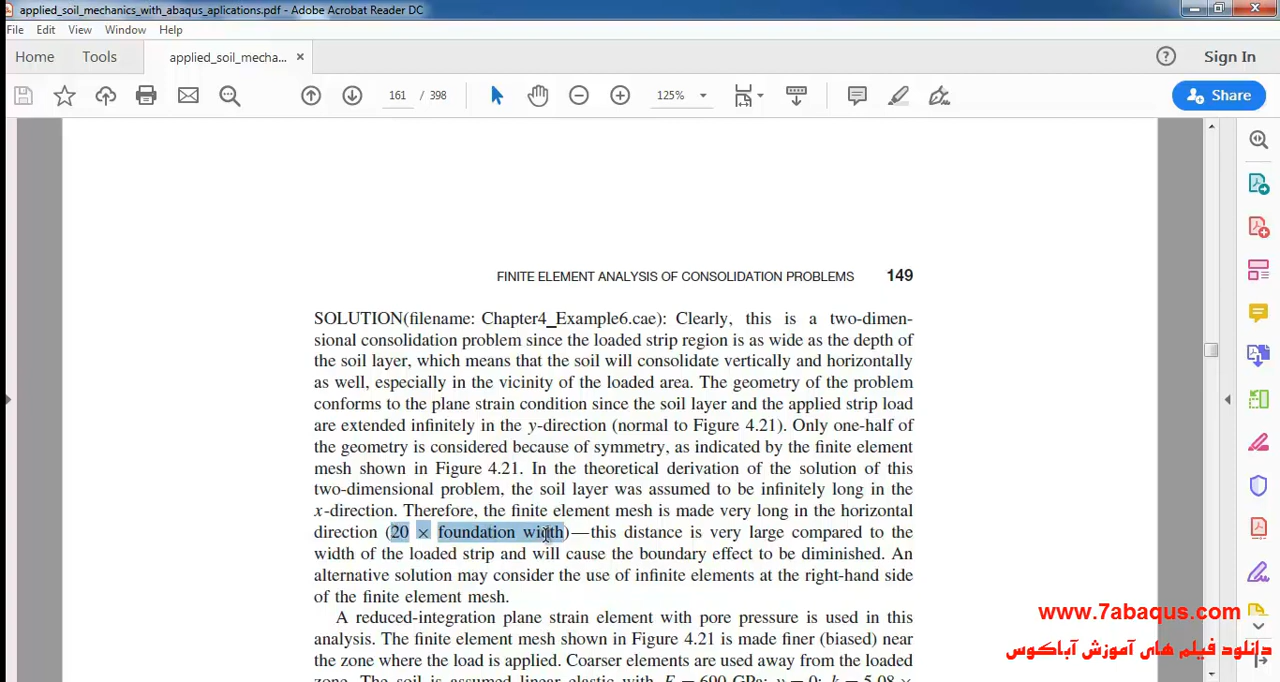 applied_soil_mechanics_with_abaqus_aplications.pdf - Adobe Acrobat Reader DC
File Edit View Window Help
Home Tools applied_soil_mecha... × Sign In
161 / 398 125% Share
FINITE ELEMENT ANALYSIS OF CONSOLIDATION PROBLEMS 149
SOLUTION(filename: Chapter4_Example6.cae): Clearly, this is a two-dimen-
sional consolidation problem since the loaded strip region is as wide as the depth of
the soil layer, which means that the soil will consolidate vertically and horizontally
as well, especially in the vicinity of the loaded area. The geometry of the problem
conforms to the plane strain condition since the soil layer and the applied strip load
are extended infinitely in the y-direction (normal to Figure 4.21). Only one-half of
the geometry is considered because of symmetry, as indicated by the finite element
mesh shown in Figure 4.21. In the theoretical derivation of the solution of this
two-dimensional problem, the soil layer was assumed to be infinitely long in the
x-direction. Therefore, the finite element mesh is made very long in the horizontal
direction (20 × foundation width)—this distance is very large compared to the
width of the loaded strip and will cause the boundary effect to be diminished. An
alternative solution may consider the use of infinite elements at the right-hand side
of the finite element mesh.
A reduced-integration plane strain element with pore pressure is used in this
analysis. The finite element mesh shown in Figure 4.21 is made finer (biased) near
the zone where the load is applied. Coarser elements are used away from the loaded
zone. The soil is assumed linear elastic with E = 690 GPa; ν = 0; k = 5.08 ×
www.7abaqus.com
دانلود فیلم های آموزش آباکوس